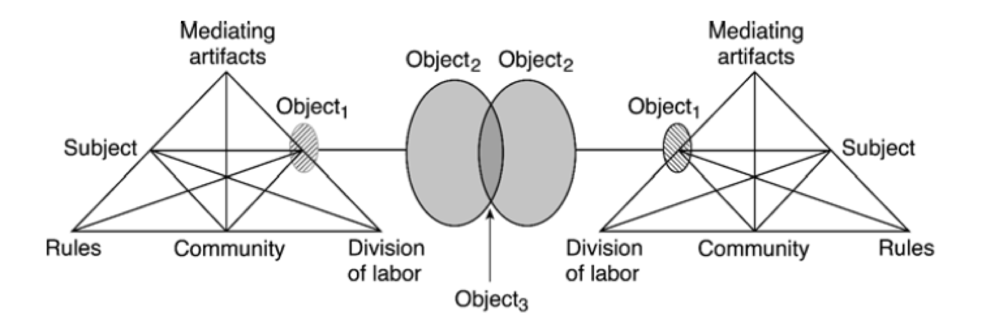 Mediating
artifacts
Mediating
artifacts
Object₂ Object₂
Object₁
Object₁
Subject
Subject
Rules
Community
Division
of labor
Division
of labor
Community
Rules
Object₃